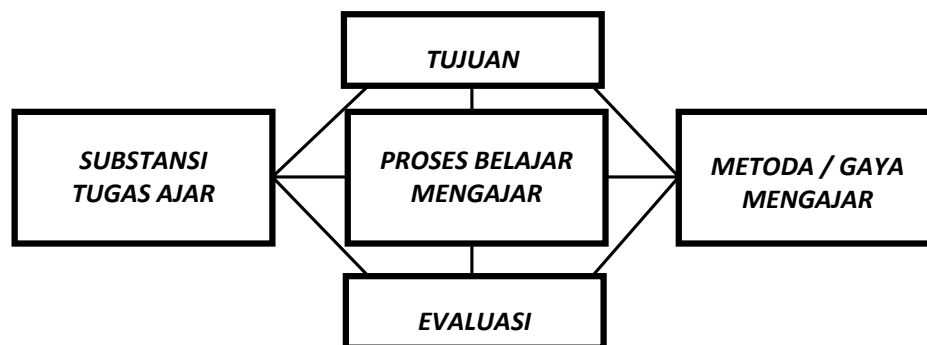 TUJUAN
SUBSTANSI
TUGAS AJAR
PROSES BELAJAR
MENGAJAR
METODA / GAYA
MENGAJAR
EVALUASI